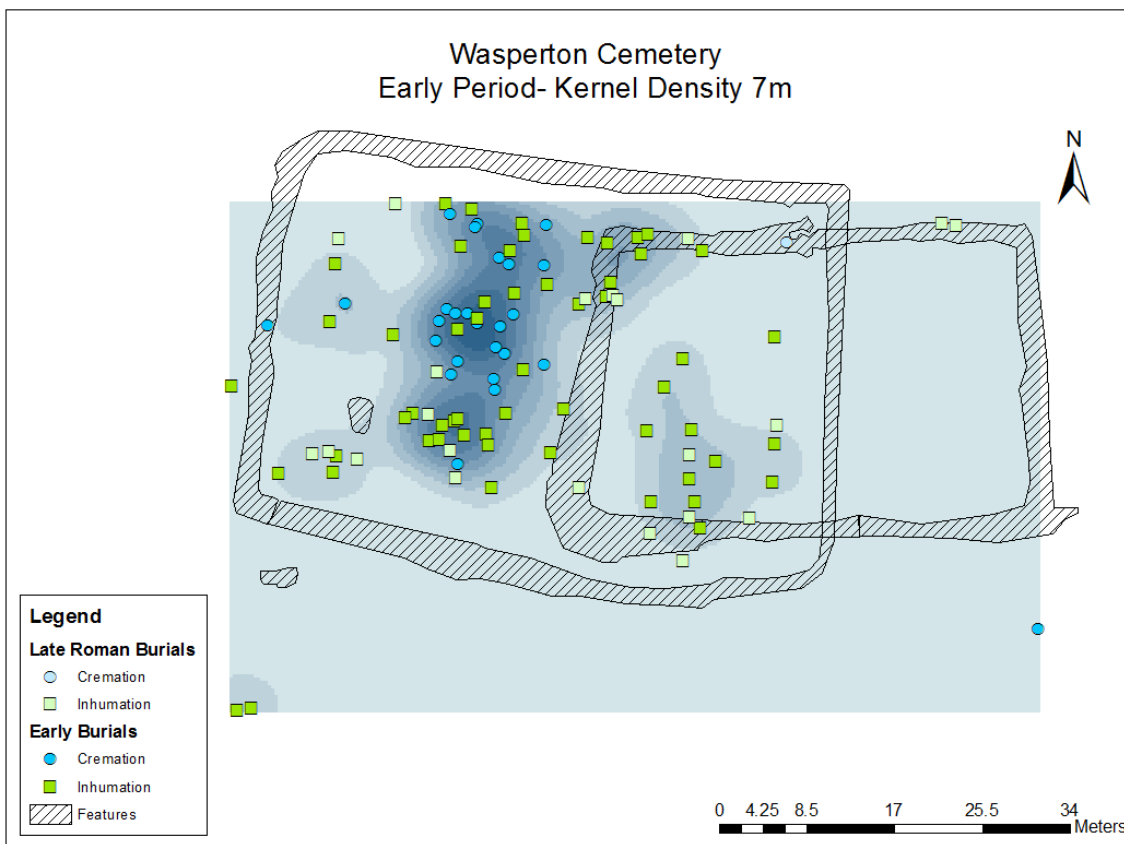 Wasperton Cemetery
Early Period- Kernel Density 7m
N
Legend
Late Roman Burials
Cremation
Inhumation
Early Burials
Cremation
Inhumation
Features
0 4.25 8.5 17 25.5 34
Meters